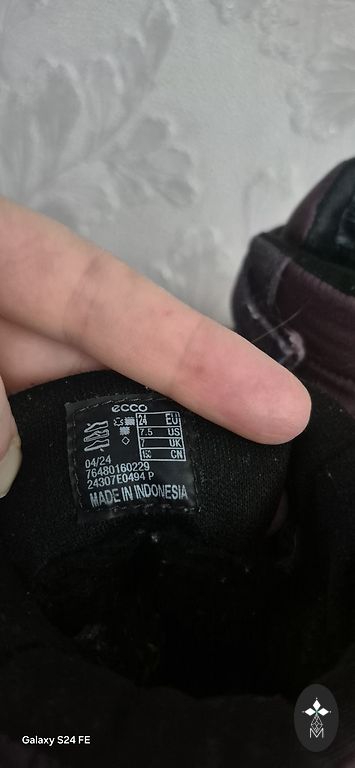 ecco
24 EU
7.5 US
7 UK
150 CN
04/24
76480160229
24307E0494 P
MADE IN INDONESIA
Galaxy S24 FE
M